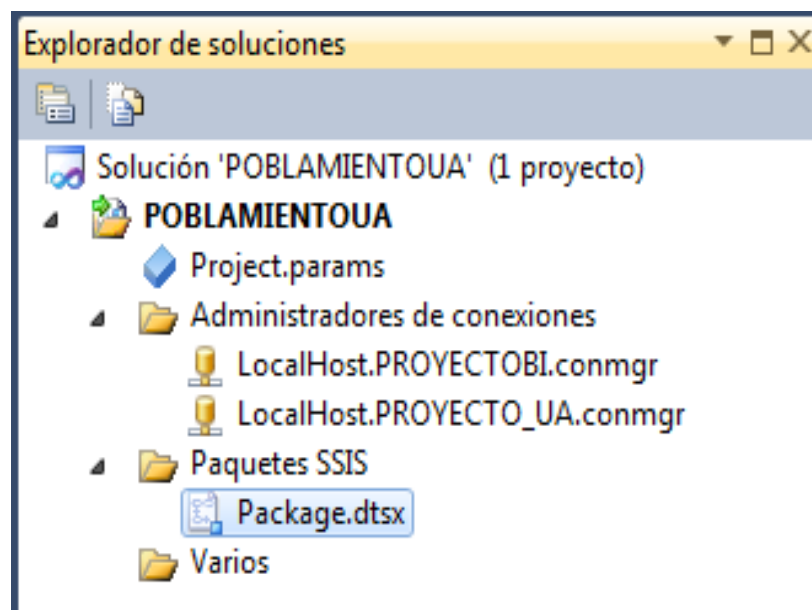 Explorador de soluciones
Solución 'POBLAMIENTOUA' (1 proyecto)
POBLAMIENTOUA
Project.params
Administradores de conexiones
LocalHost.PROYECTOBI.conmgr
LocalHost.PROYECTO_UA.conmgr
Paquetes SSIS
Package.dtsx
Varios